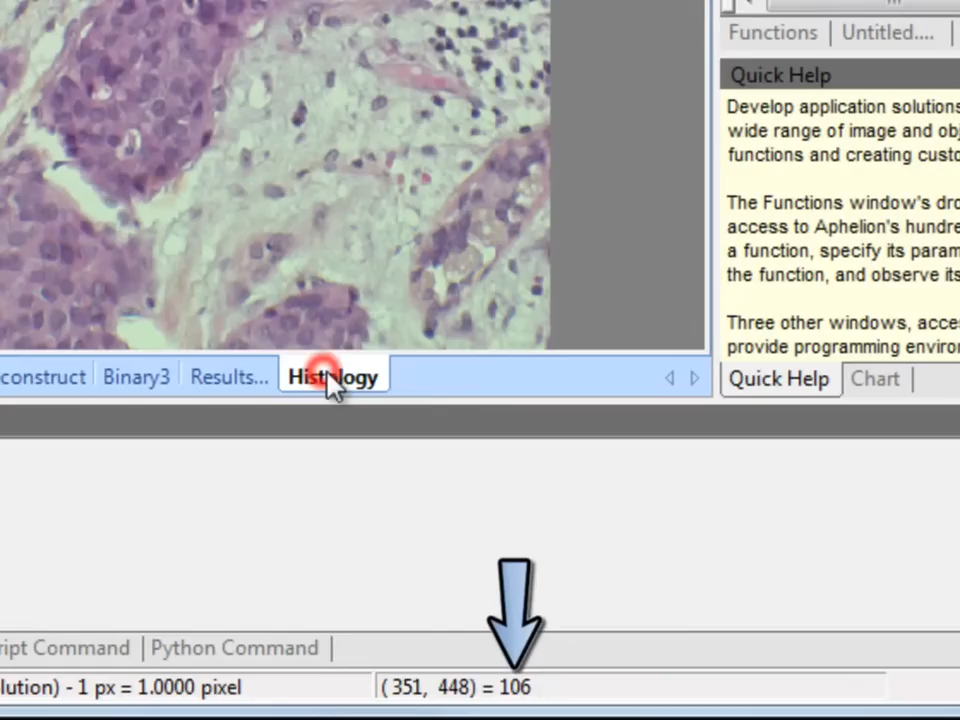 Functions
Untitled....
Quick Help
Develop application solutions
wide range of image and obj
functions and creating custo
The Functions window's dro
access to Aphelion's hundre
a function, specify its param
the function, and observe its
Three other windows, acces
provide programming environ
construct
Binary3
Results...
Histology
Quick Help
Chart
ript Command
Python Command
lution) - 1 px = 1.0000 pixel
( 351, 448) = 106